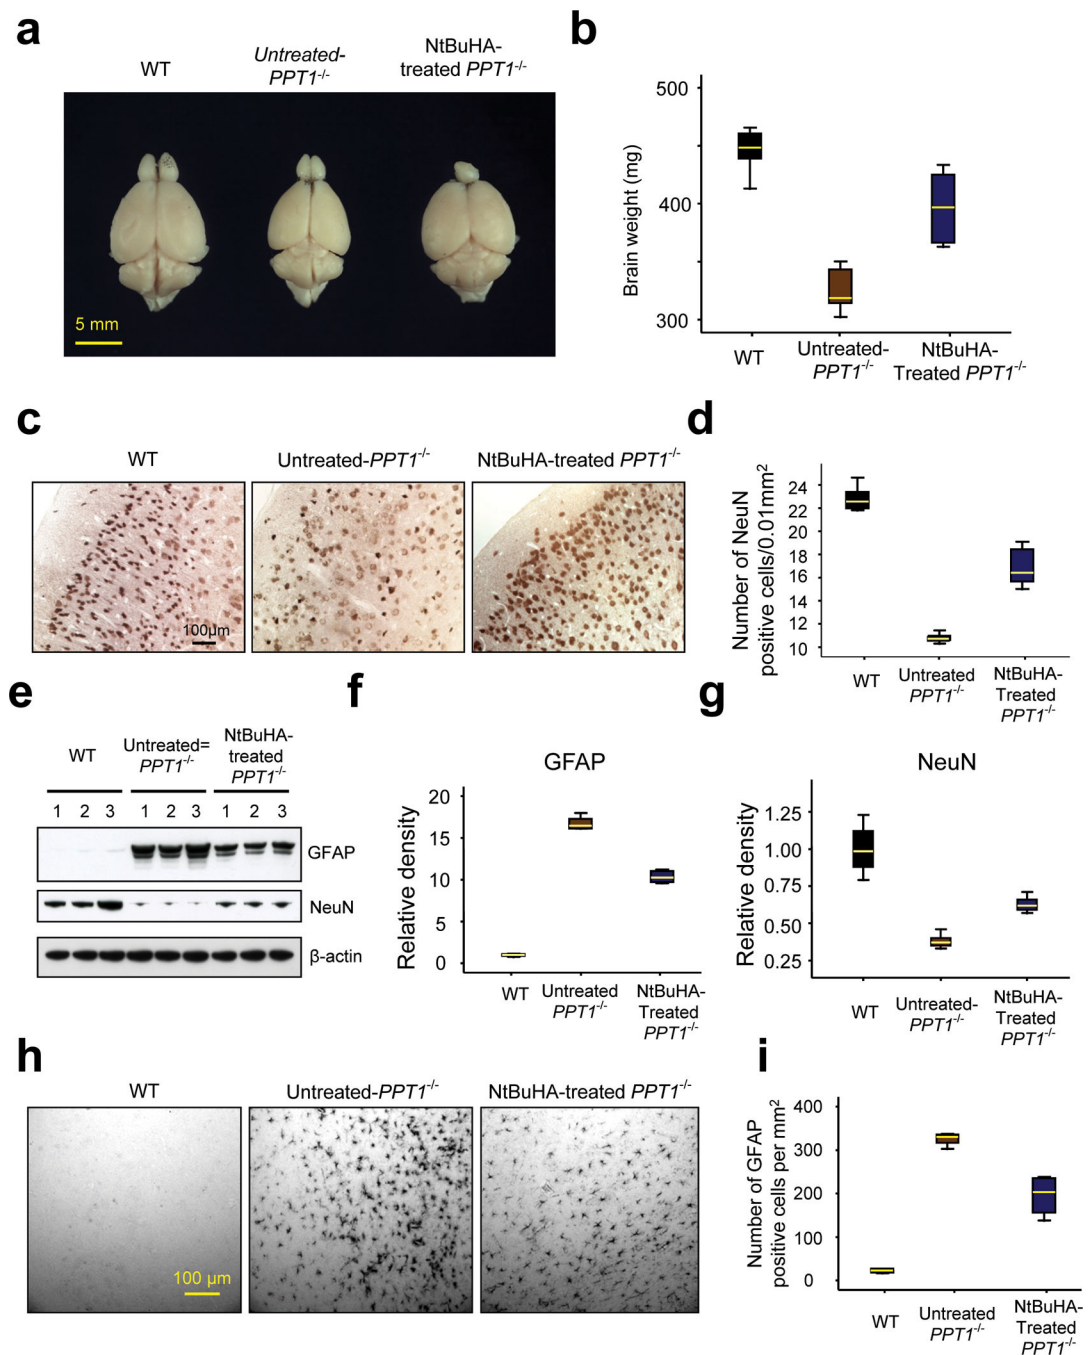 a
WT
Untreated-
PPT1-/-
NtBuHA-
treated PPT1-/-
5 mm
b
Brain weight (mg)
500
400
300
WT
Untreated-
PPT1-/-
NtBuHA-
Treated PPT1-/-
c
WT
Untreated-PPT1-/-
NtBuHA-treated PPT1-/-
100µm
d
Number of NeuN
positive cells/0.01mm2
24
22
18
16
14
12
10
WT
Untreated
PPT1-/-
NtBuHA-
Treated
PPT1-/-
e
WT
Untreated=
PPT1-/-
NtBuHA-
treated
PPT1-/-
1 2 3 1 2 3 1 2 3
GFAP
NeuN
β-actin
f
GFAP
Relative density
20
15
10
5
0
WT
Untreated
PPT1-/-
NtBuHA-
Treated
PPT1-/-
g
NeuN
Relative density
1.25
1.00
0.75
0.50
0.25
WT
Untreated-
PPT1-/-
NtBuHA-
Treated
PPT1-/-
h
WT
Untreated-PPT1-/-
NtBuHA-treated PPT1-/-
100 µm
i
Number of GFAP
positive cells per mm2
400
300
200
100
0
WT
Untreated
PPT1-/-
NtBuHA-
Treated
PPT1-/-